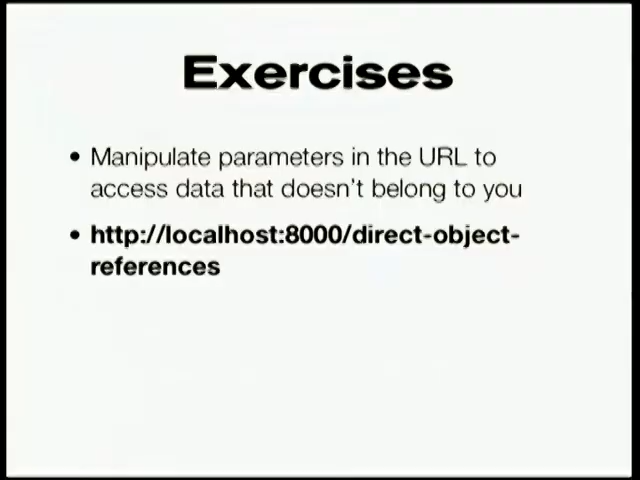 Exercises
• Manipulate parameters in the URL to
access data that doesn't belong to you
• http://localhost:8000/direct-object-
references